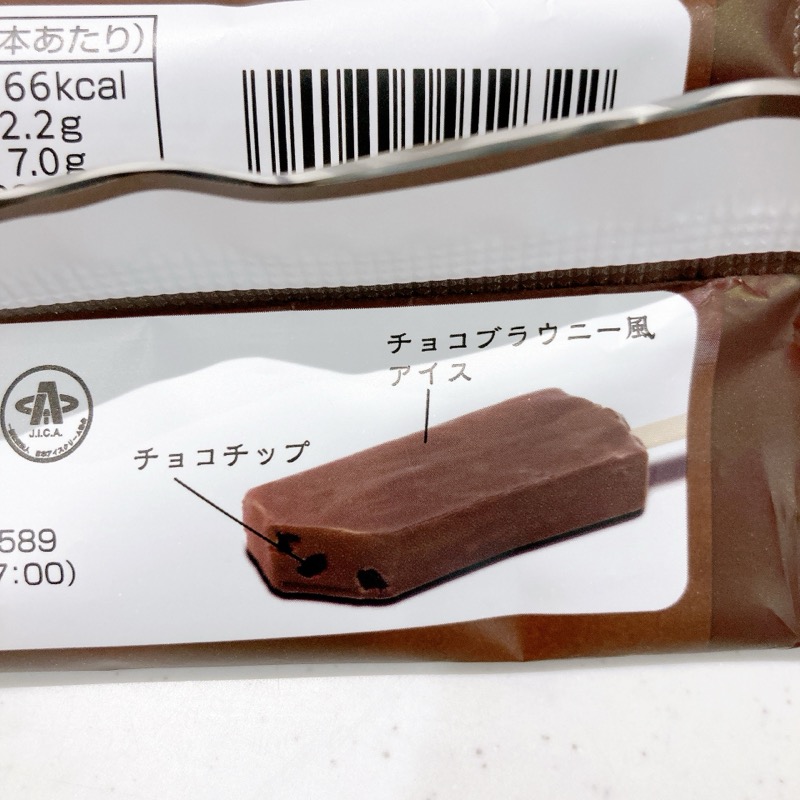 本あたり)
66kcal
2.2g
7.0g
チョコブラウニー風
アイス
チョコチップ
J.I.C.A.
589
7:00)